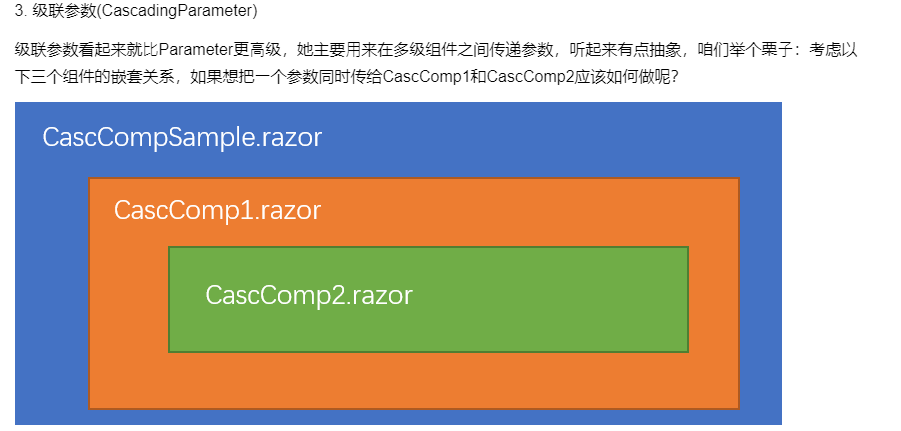 3. 级联参数(CascadingParameter)
级联参数看起来就比Parameter更高级，她主要用来在多级组件之间传递参数，听起来有点抽象，咱们举个栗子：考虑以
下三个组件的嵌套关系，如果想把一个参数同时传给CascComp1和CascComp2应该如何做呢？
CascCompSample.razor
CascComp1.razor
CascComp2.razor